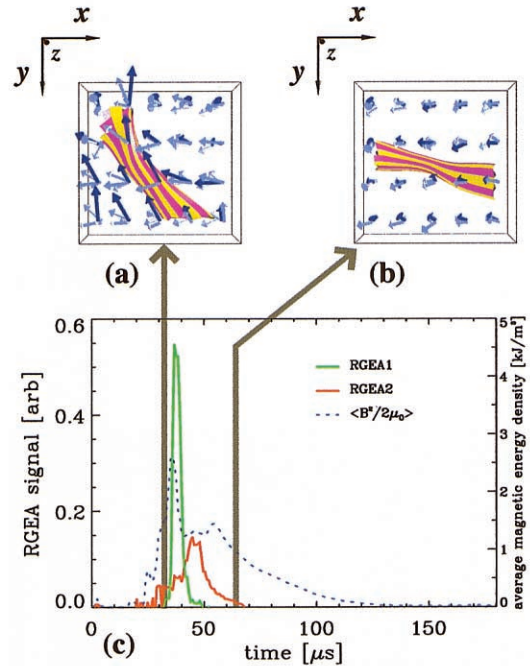 x x
z z
y y
(a) (b)
0.6 5
RGEA1
RGEA2
<B²/2μ₀>
4
0.4
3
0.2 2
1
0.0 0
RGEA signal [arb]
average magnetic energy density [kJ/m³]
(c)
0 50 100 150
time [μs]